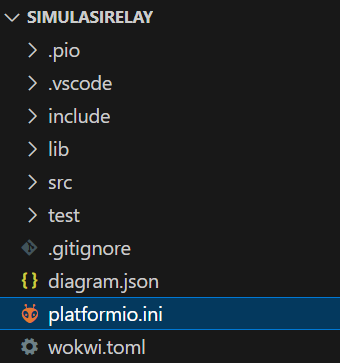 SIMULASIRELAY
.pio
.vscode
include
lib
src
test
.gitignore
diagram.json
platformio.ini
wokwi.toml